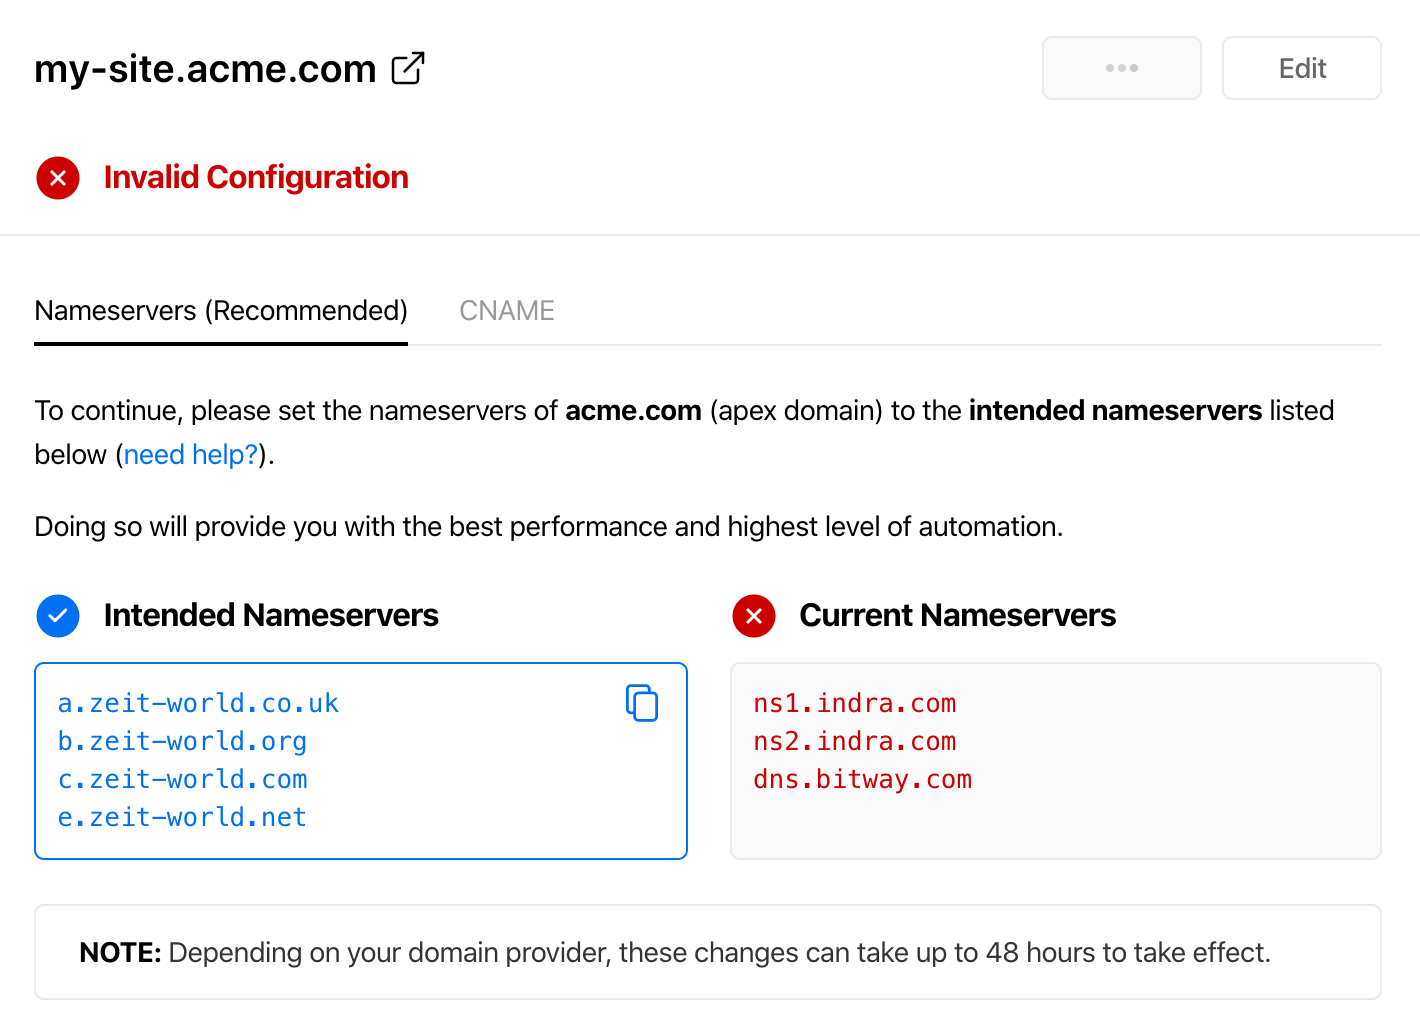 my-site.acme.com
••• Edit
Invalid Configuration
Nameservers (Recommended) CNAME
To continue, please set the nameservers of acme.com (apex domain) to the intended nameservers listed
below (need help?).
Doing so will provide you with the best performance and highest level of automation.
Intended Nameservers
a.zeit-world.co.uk
b.zeit-world.org
c.zeit-world.com
e.zeit-world.net
Current Nameservers
ns1.indra.com
ns2.indra.com
dns.bitway.com
NOTE: Depending on your domain provider, these changes can take up to 48 hours to take effect.